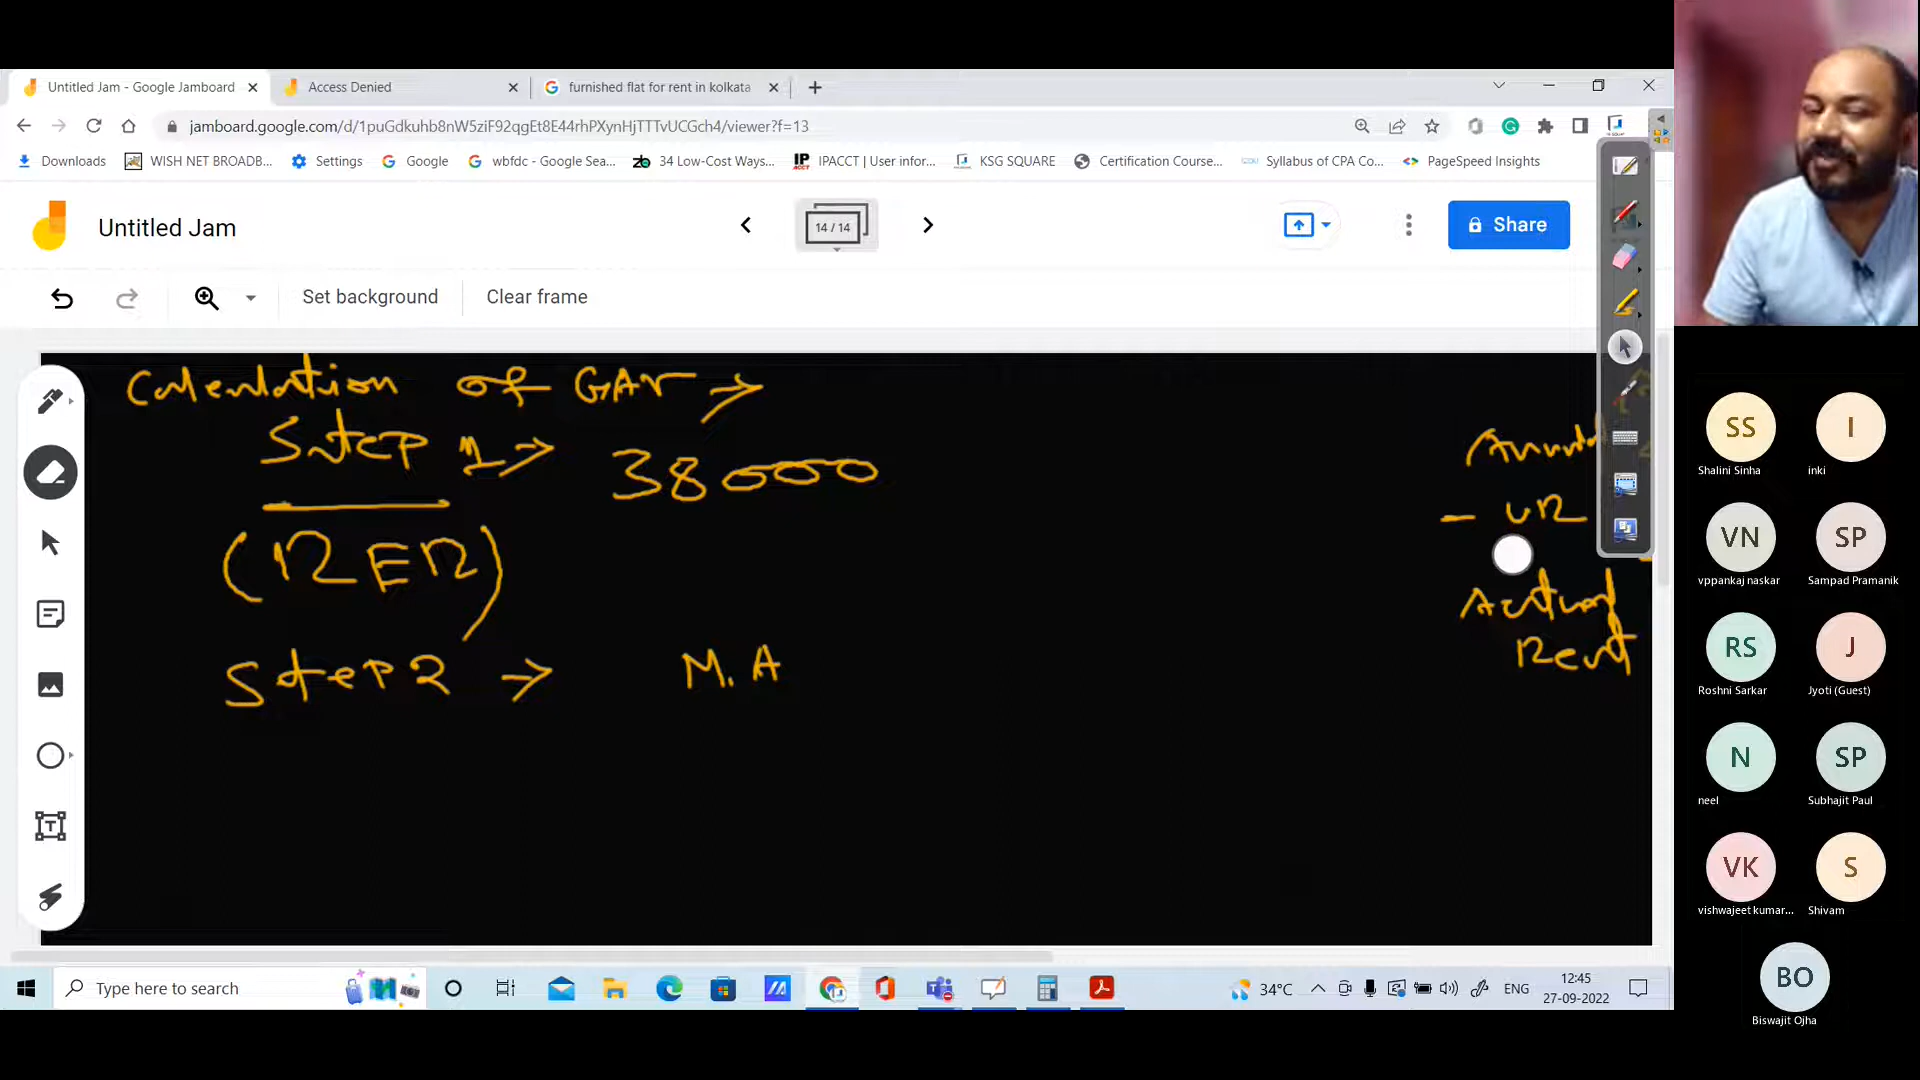 Untitled Jam - Google Jamboard
Access Denied
furnished flat for rent in kolkata
jamboard.google.com/d/1puGdkuhb8nW5ziF92qgEt8E44rhPXynHjTTTvUCGch4/viewer?f=13
Downloads
WISH NET BROADB...
Settings
Google
wbfdc - Google Sea...
34 Low-Cost Ways...
IPACCT | User infor...
KSG SQUARE
Certification Course...
Syllabus of CPA Co...
PageSpeed Insights
Untitled Jam
14 / 14
Share
Set background
Clear frame
Calculation of GAV →
Step 1 → 38000
(RER)
Step 2 → M.A
- UR
Actual
Rent
SS
Shalini Sinha
I
inki
VN
vppankaj naskar
SP
Sampad Pramanik
RS
Roshni Sarkar
J
Jyoti (Guest)
N
neel
SP
Subhajit Paul
VK
vishwajeet kumar...
S
Shivam
BO
Biswajit Ojha
Type here to search
34°C
ENG
12:45
27-09-2022